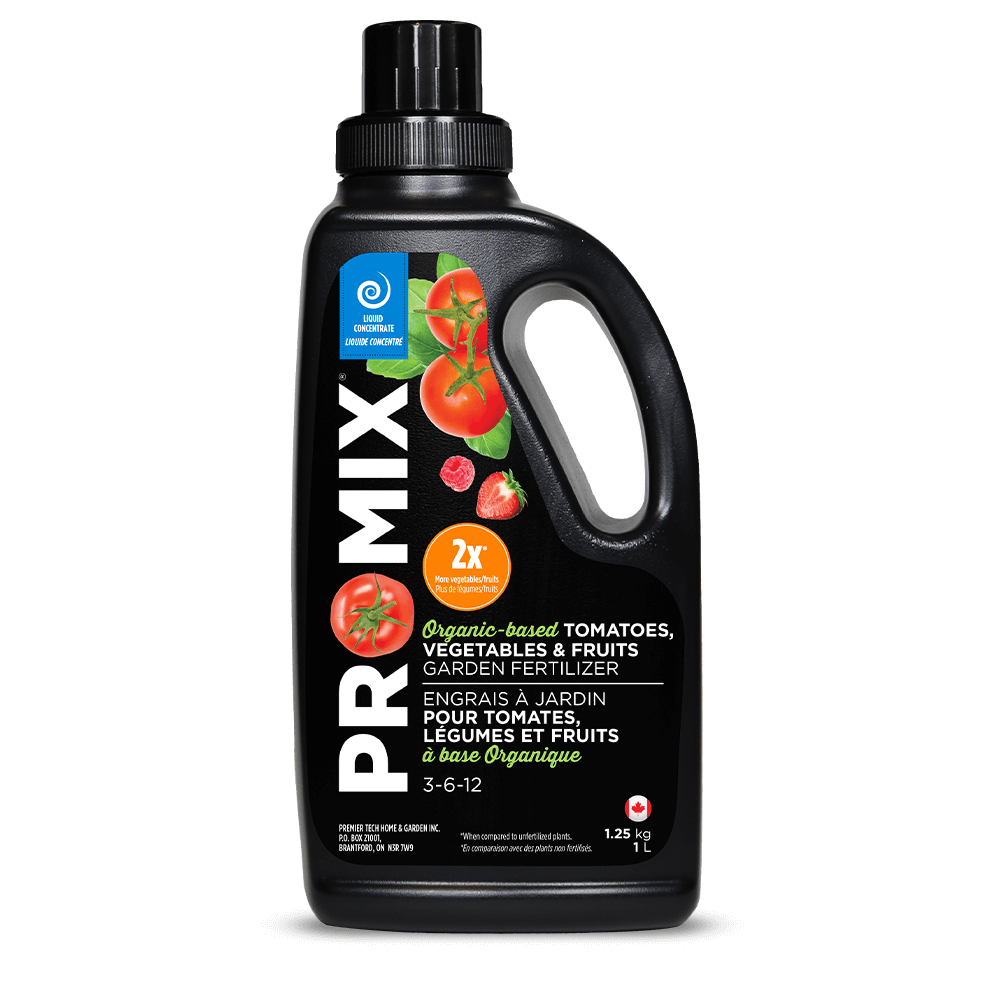 LIQUID
CONCENTRATE
LIQUIDE CONCENTRÉ
PRO MIX®
2x*
More vegetables/fruits
Plus de légumes/fruits
Organic-based TOMATOES,
VEGETABLES & FRUITS
GARDEN FERTILIZER
ENGRAIS À JARDIN
POUR TOMATES,
LÉGUMES ET FRUITS
à base Organique
3-6-12
PREMIER TECH HOME & GARDEN INC.
P.O. BOX 21001,
BRANTFORD, ON N3R 7W9
*When compared to unfertilized plants.
*En comparaison avec des plants non fertilisés.
1.25 kg
1 L